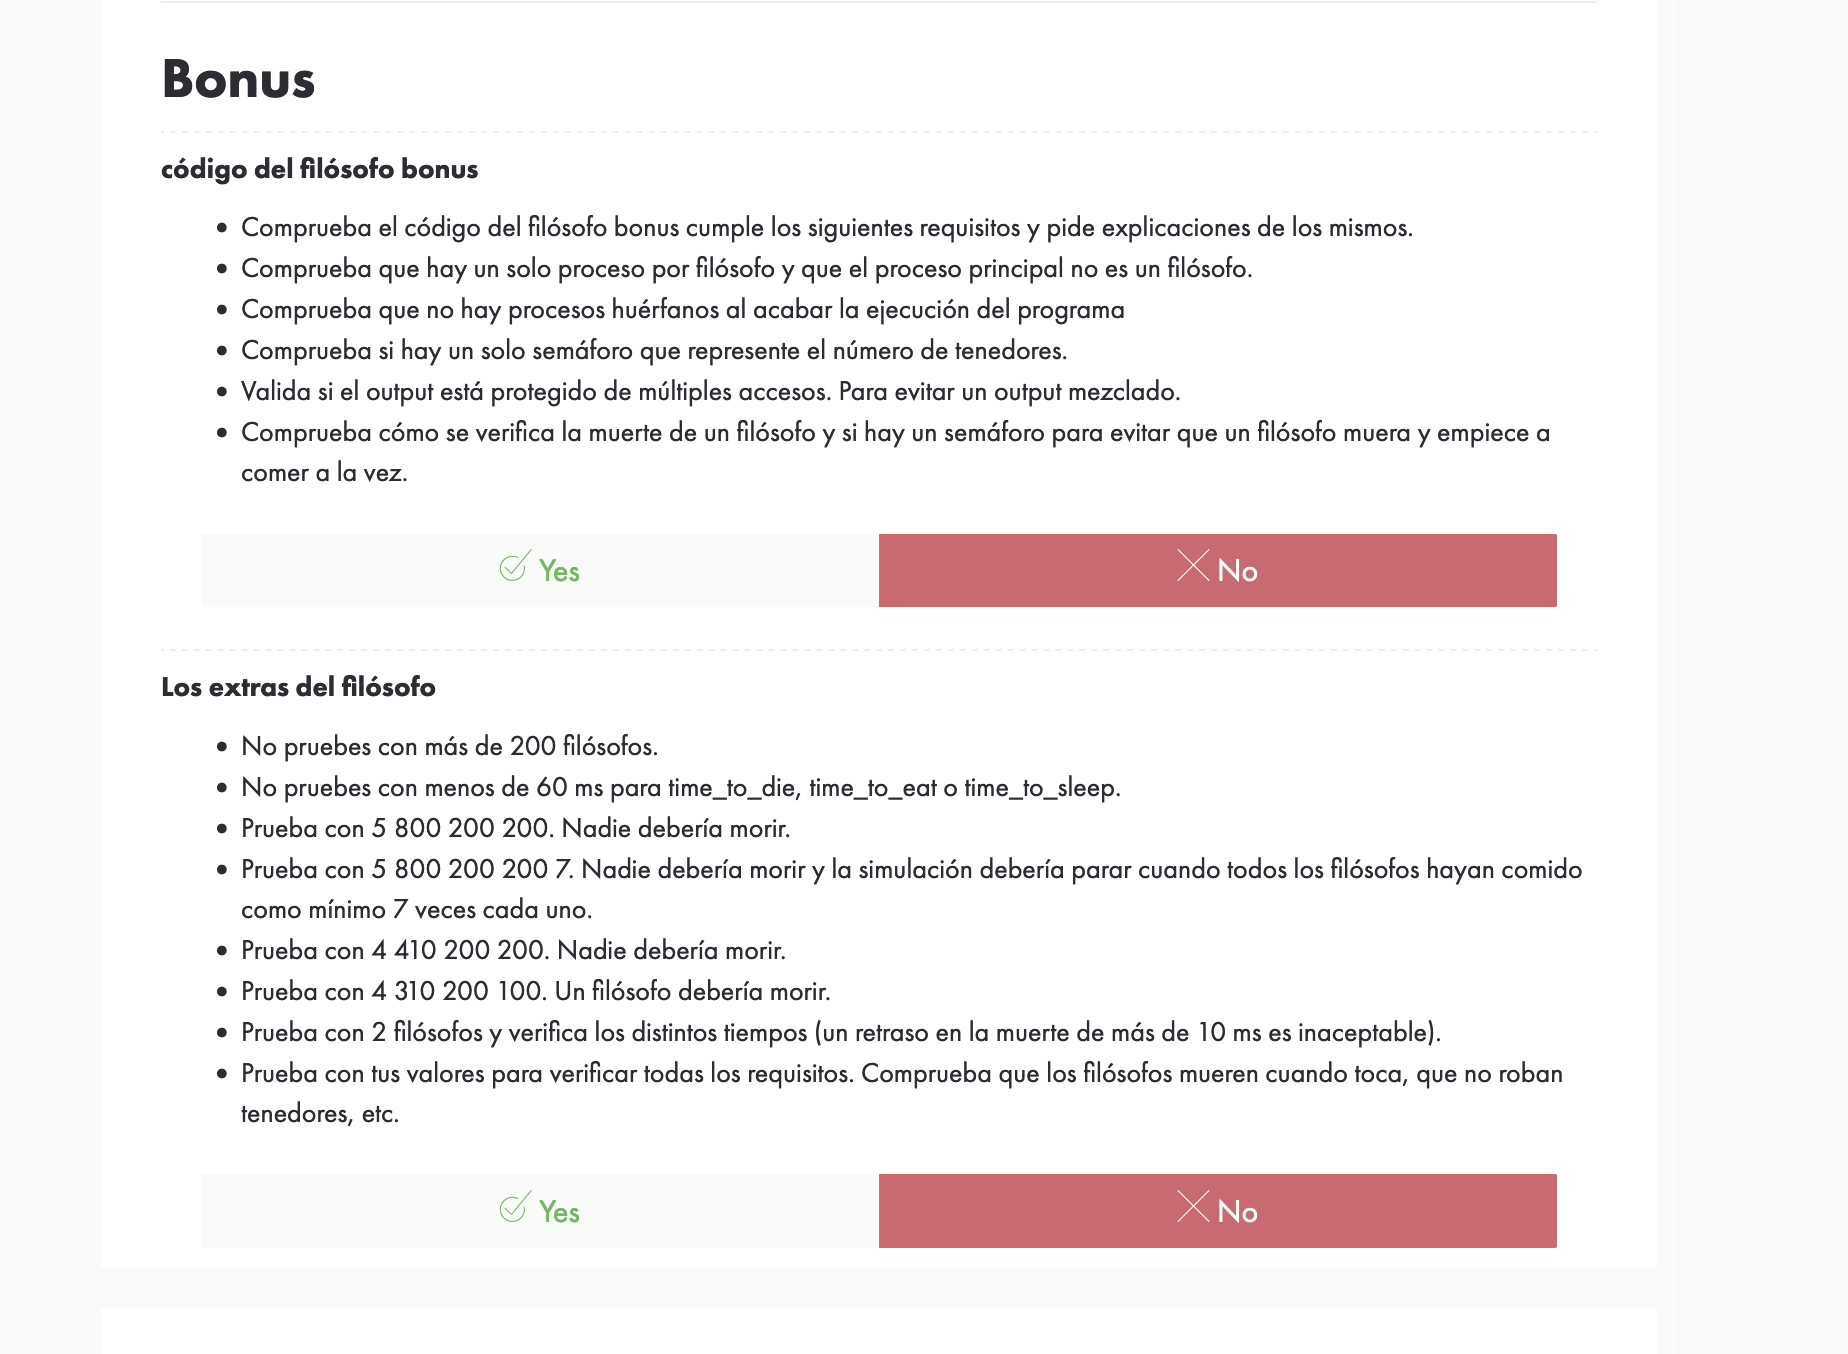 Bonus
código del filósofo bonus
• Comprueba el código del filósofo bonus cumple los siguientes requisitos y pide explicaciones de los mismos.
• Comprueba que hay un solo proceso por filósofo y que el proceso principal no es un filósofo.
• Comprueba que no hay procesos huérfanos al acabar la ejecución del programa
• Comprueba si hay un solo semáforo que represente el número de tenedores.
• Valida si el output está protegido de múltiples accesos. Para evitar un output mezclado.
• Comprueba cómo se verifica la muerte de un filósofo y si hay un semáforo para evitar que un filósofo muera y empiece a
comer a la vez.
Yes
No
Los extras del filósofo
• No pruebes con más de 200 filósofos.
• No pruebes con menos de 60 ms para time_to_die, time_to_eat o time_to_sleep.
• Prueba con 5 800 200 200. Nadie debería morir.
• Prueba con 5 800 200 200 7. Nadie debería morir y la simulación debería parar cuando todos los filósofos hayan comido
como mínimo 7 veces cada uno.
• Prueba con 4 410 200 200. Nadie debería morir.
• Prueba con 4 310 200 100. Un filósofo debería morir.
• Prueba con 2 filósofos y verifica los distintos tiempos (un retraso en la muerte de más de 10 ms es inaceptable).
• Prueba con tus valores para verificar todas los requisitos. Comprueba que los filósofos mueren cuando toca, que no roban
tenedores, etc.
Yes
No